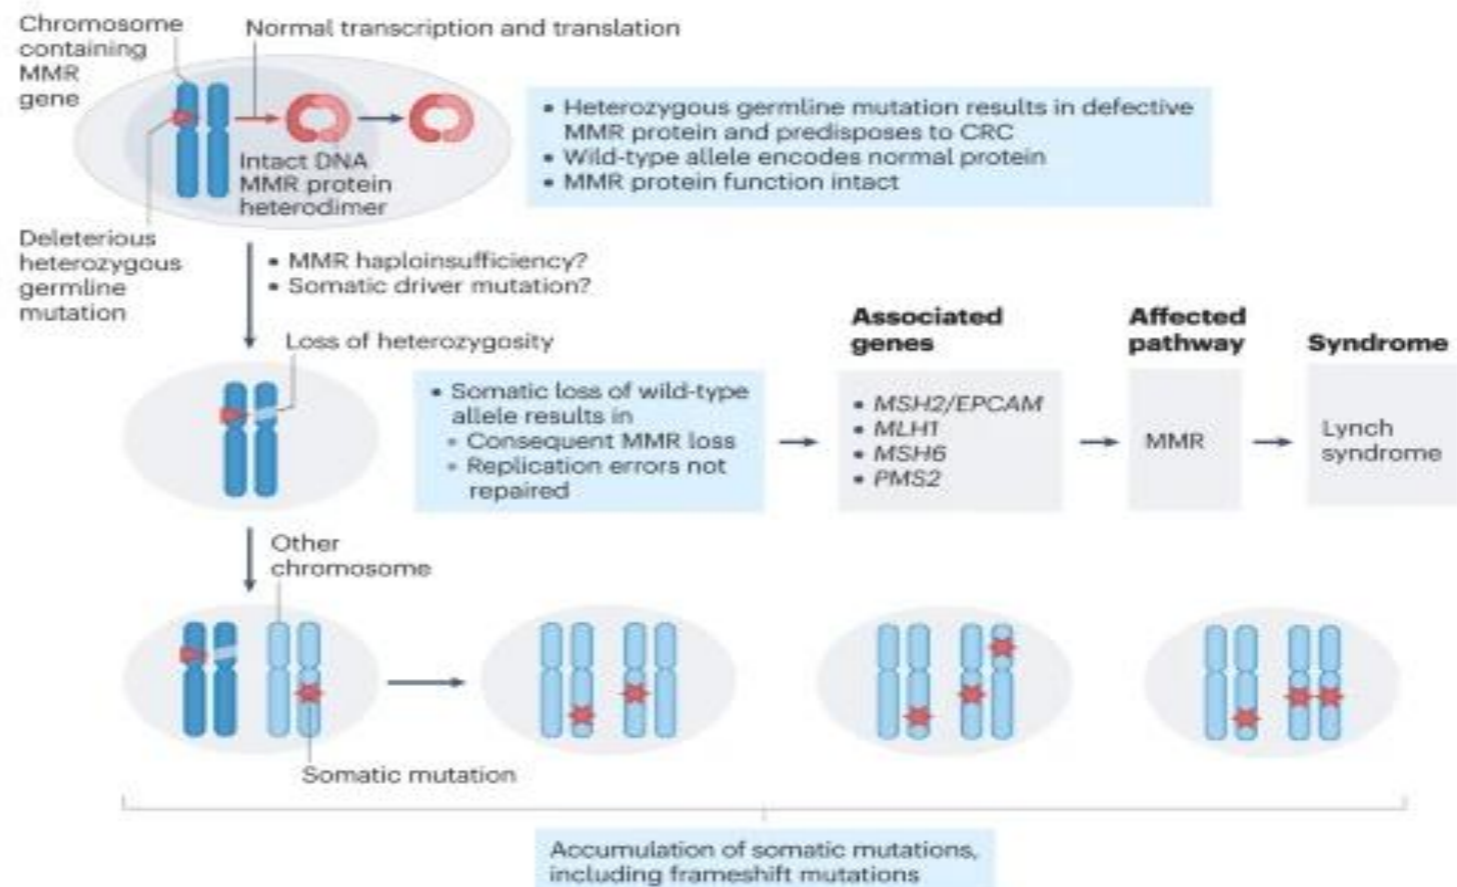 Chromosome
containing
MMR
gene
Normal transcription and translation
Intact DNA
MMR protein
heterodimer
• Heterozygous germline mutation results in defective
MMR protein and predisposes to CRC
• Wild-type allele encodes normal protein
• MMR protein function intact
Deleterious
heterozygous
germline
mutation
• MMR haploinsufficiency?
• Somatic driver mutation?
Loss of heterozygosity
• Somatic loss of wild-type
allele results in
• Consequent MMR loss
• Replication errors not
repaired
Associated
genes
• MSH2/EPCAM
• MLH1
• MSH6
• PMS2
Affected
pathway
MMR
Syndrome
Lynch
syndrome
Other
chromosome
Somatic mutation
Accumulation of somatic mutations,
including frameshift mutations